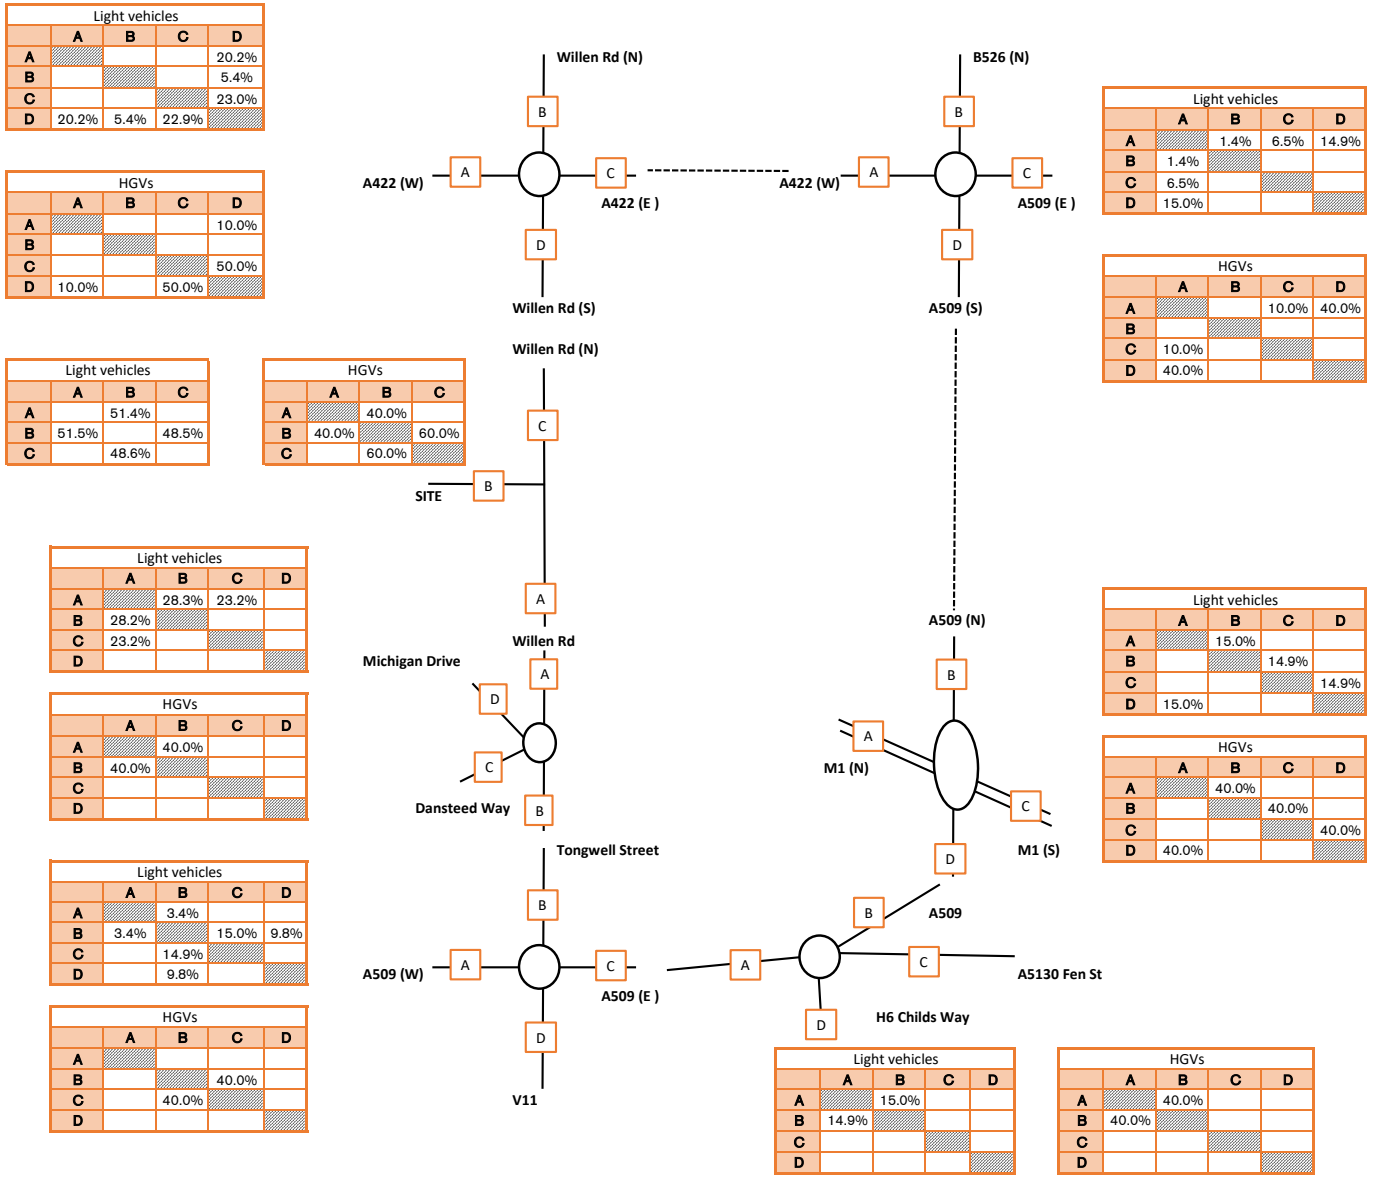 Light vehicles
A B C D
A 20.2%
B 5.4%
C 23.0%
D 20.2% 5.4% 22.9%
HGVs
A B C D
A 10.0%
B
C 50.0%
D 10.0% 50.0%
Willen Rd (N)
B
A422 (W)
A
C
A422 (E )
D
Willen Rd (S)
B526 (N)
B
A422 (W)
A
C
A509 (E )
D
A509 (S)
Light vehicles
A B C D
A 1.4% 6.5% 14.9%
B 1.4%
C 6.5%
D 15.0%
HGVs
A B C D
A 10.0% 40.0%
B
C 10.0%
D 40.0%
Light vehicles
A B C
A 51.4%
B 51.5% 48.5%
C 48.6%
HGVs
A B C
A 40.0%
B 40.0% 60.0%
C 60.0%
Willen Rd (N)
C
SITE
B
A
Willen Rd
Light vehicles
A B C D
A 28.3% 23.2%
B 28.2%
C 23.2%
D
HGVs
A B C D
A 40.0%
B 40.0%
C
D
Michigan Drive
A
D
C
Dansteed Way
B
Tongwell Street
A509 (N)
B
A
M1 (N)
C
M1 (S)
D
A509
Light vehicles
A B C D
A 15.0%
B 14.9%
C 14.9%
D 15.0%
HGVs
A B C D
A 40.0%
B 40.0%
C 40.0%
D 40.0%
Light vehicles
A B C D
A 3.4%
B 3.4% 15.0% 9.8%
C 14.9%
D 9.8%
HGVs
A B C D
A
B 40.0%
C 40.0%
D
B
A509 (W)
A
C
A509 (E )
D
V11
B
A
C
A5130 Fen St
D
H6 Childs Way
Light vehicles
A B C D
A 15.0%
B 14.9%
C
D
HGVs
A B C D
A 40.0%
B 40.0%
C
D